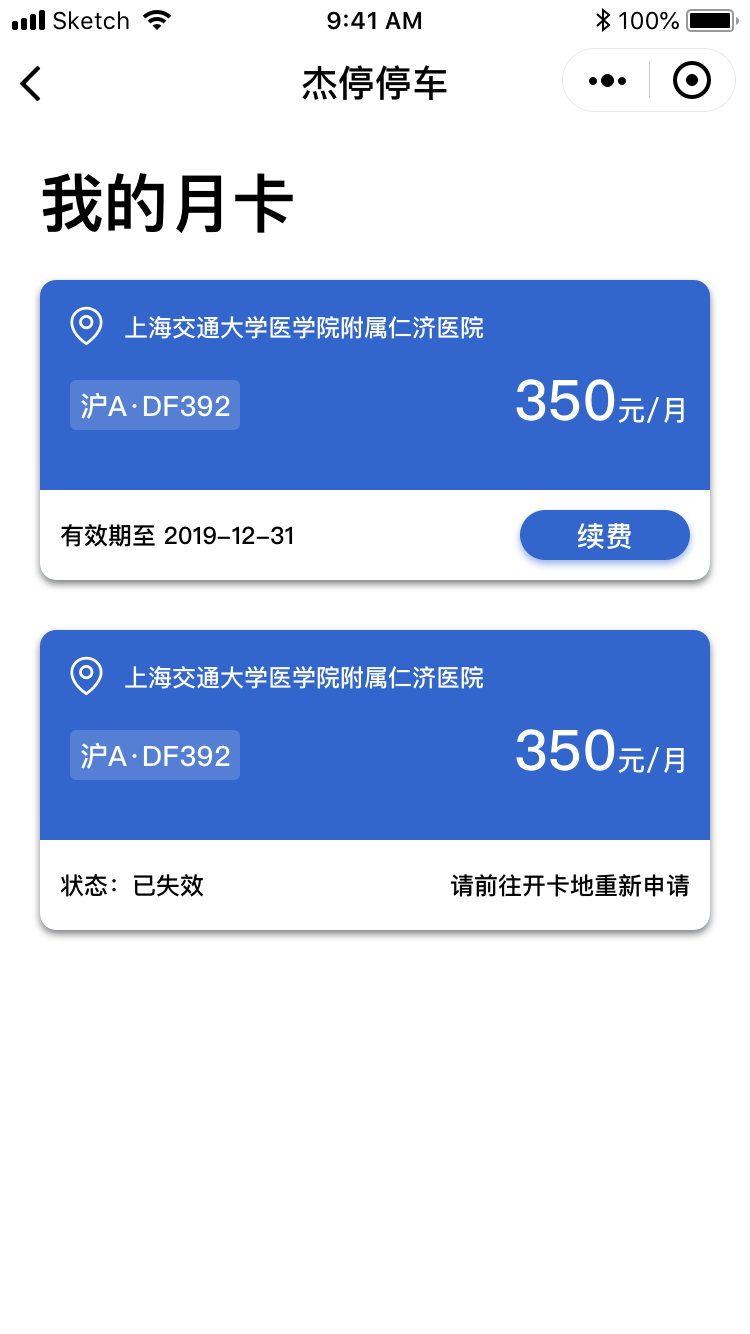 Sketch 9:41 AM 100%
杰停停车
我的月卡
上海交通大学医学院附属仁济医院
沪A·DF392 350元/月
有效期至 2019-12-31 续费
上海交通大学医学院附属仁济医院
沪A·DF392 350元/月
状态：已失效 请前往开卡地重新申请